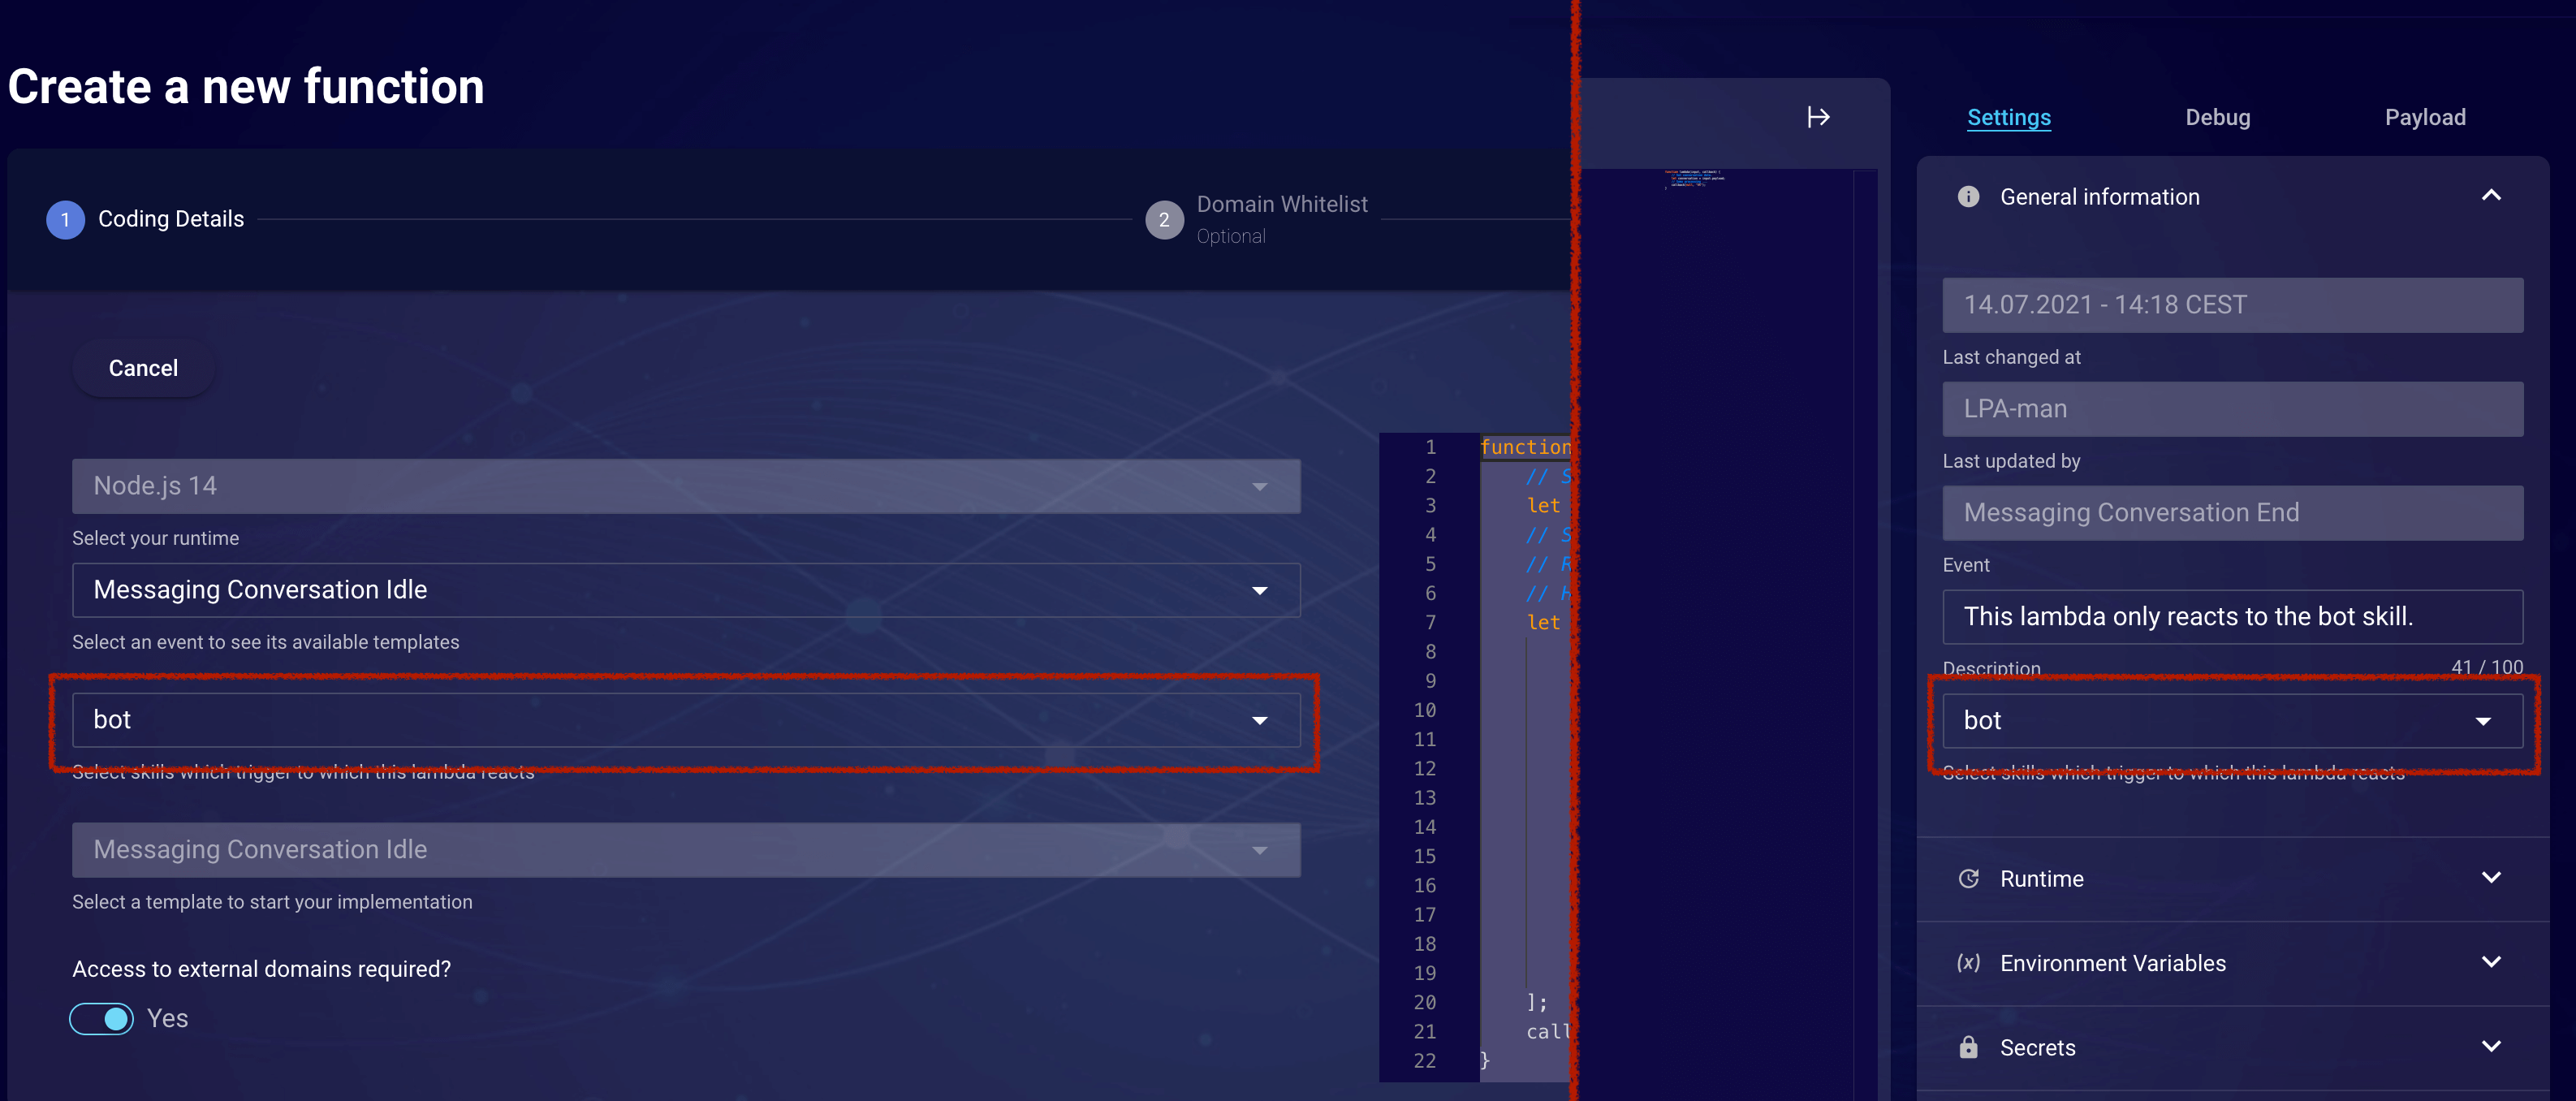 Create a new function
1 Coding Details
2 Domain Whitelist
Optional
Cancel
Node.js 14
Select your runtime
Messaging Conversation Idle
Select an event to see its available templates
bot
Select skills which trigger to which this lambda reacts
Messaging Conversation Idle
Select a template to start your implementation
Access to external domains required?
Yes
1 function
2 // S
3 let
4 // S
5 // R
6 // H
7 let
8
9
10
11
12
13
14
15
16
17
18
19
20 ];
21 call
22 }
Settings Debug Payload
General information
14.07.2021 - 14:18 CEST
Last changed at
LPA-man
Last updated by
Messaging Conversation End
Event
This lambda only reacts to the bot skill.
Description 41 / 100
bot
Select skills which trigger to which this lambda reacts
Runtime
(x) Environment Variables
Secrets